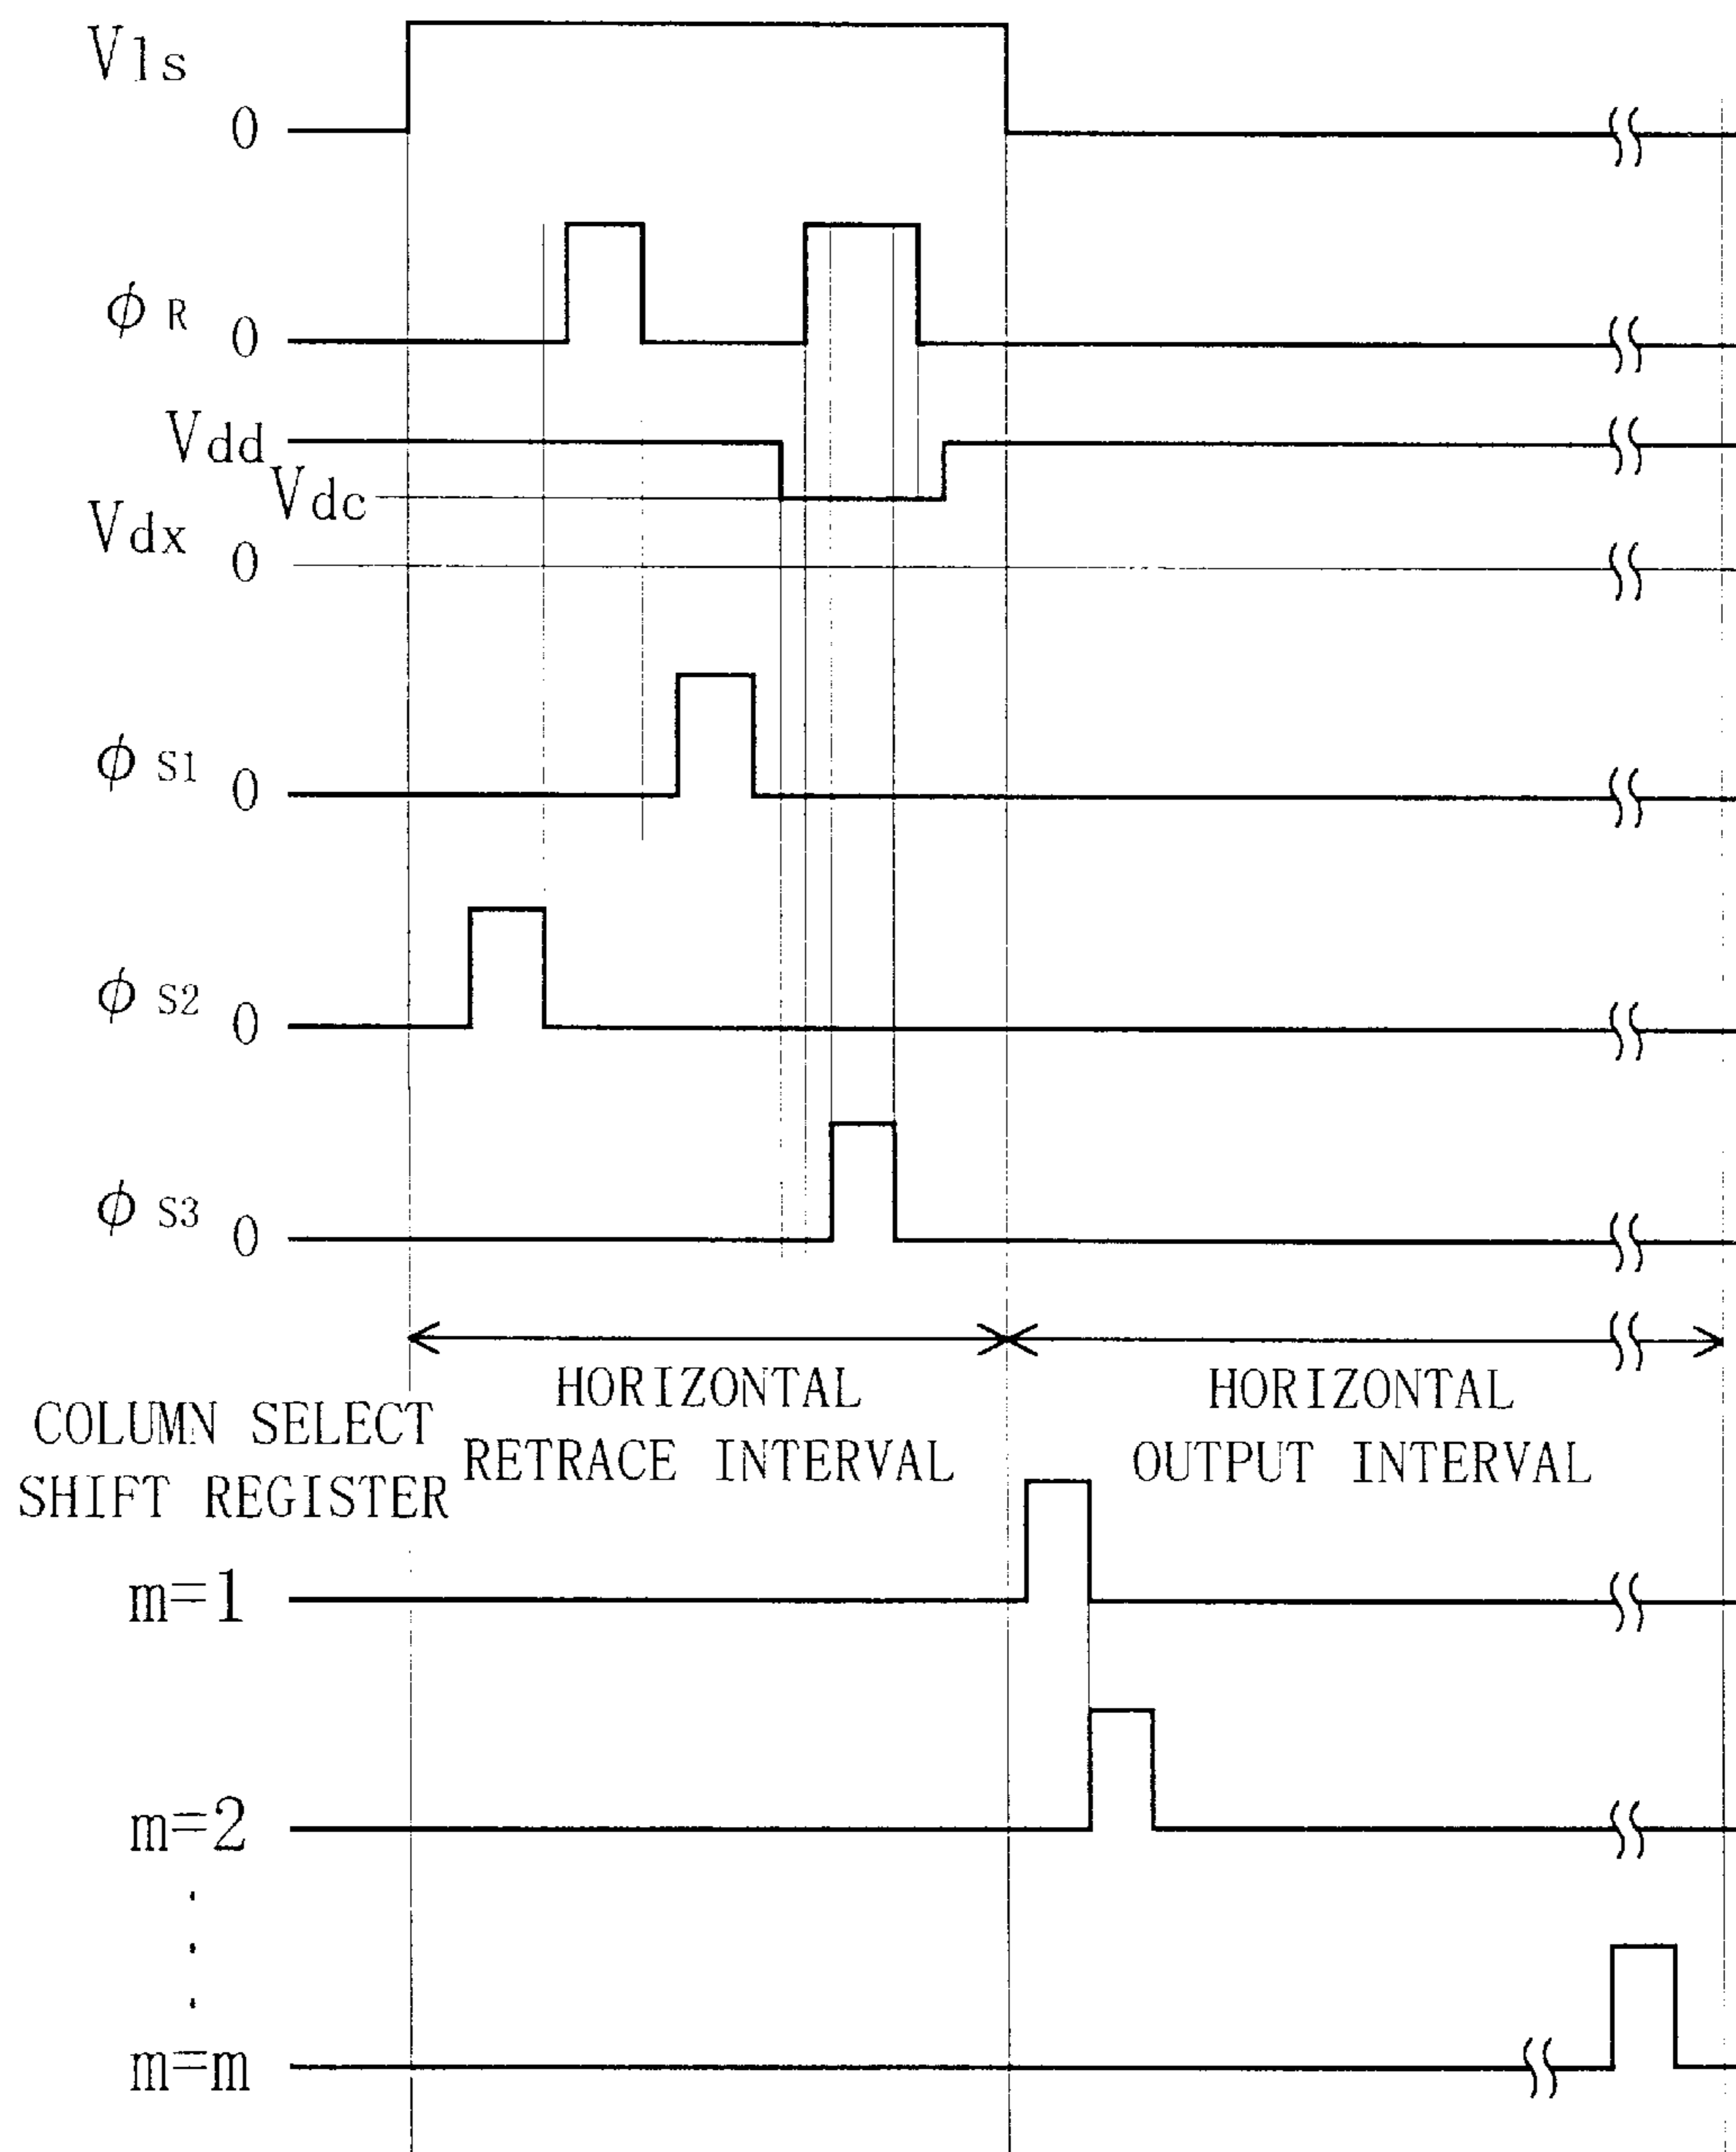 V1s
0
ϕR 0
Vdd
Vdc
Vdx 0
ϕS1 0
ϕS2 0
ϕS3 0
HORIZONTAL
RETRACE INTERVAL
HORIZONTAL
OUTPUT INTERVAL
COLUMN SELECT
SHIFT REGISTER
m=1
m=2
m=m